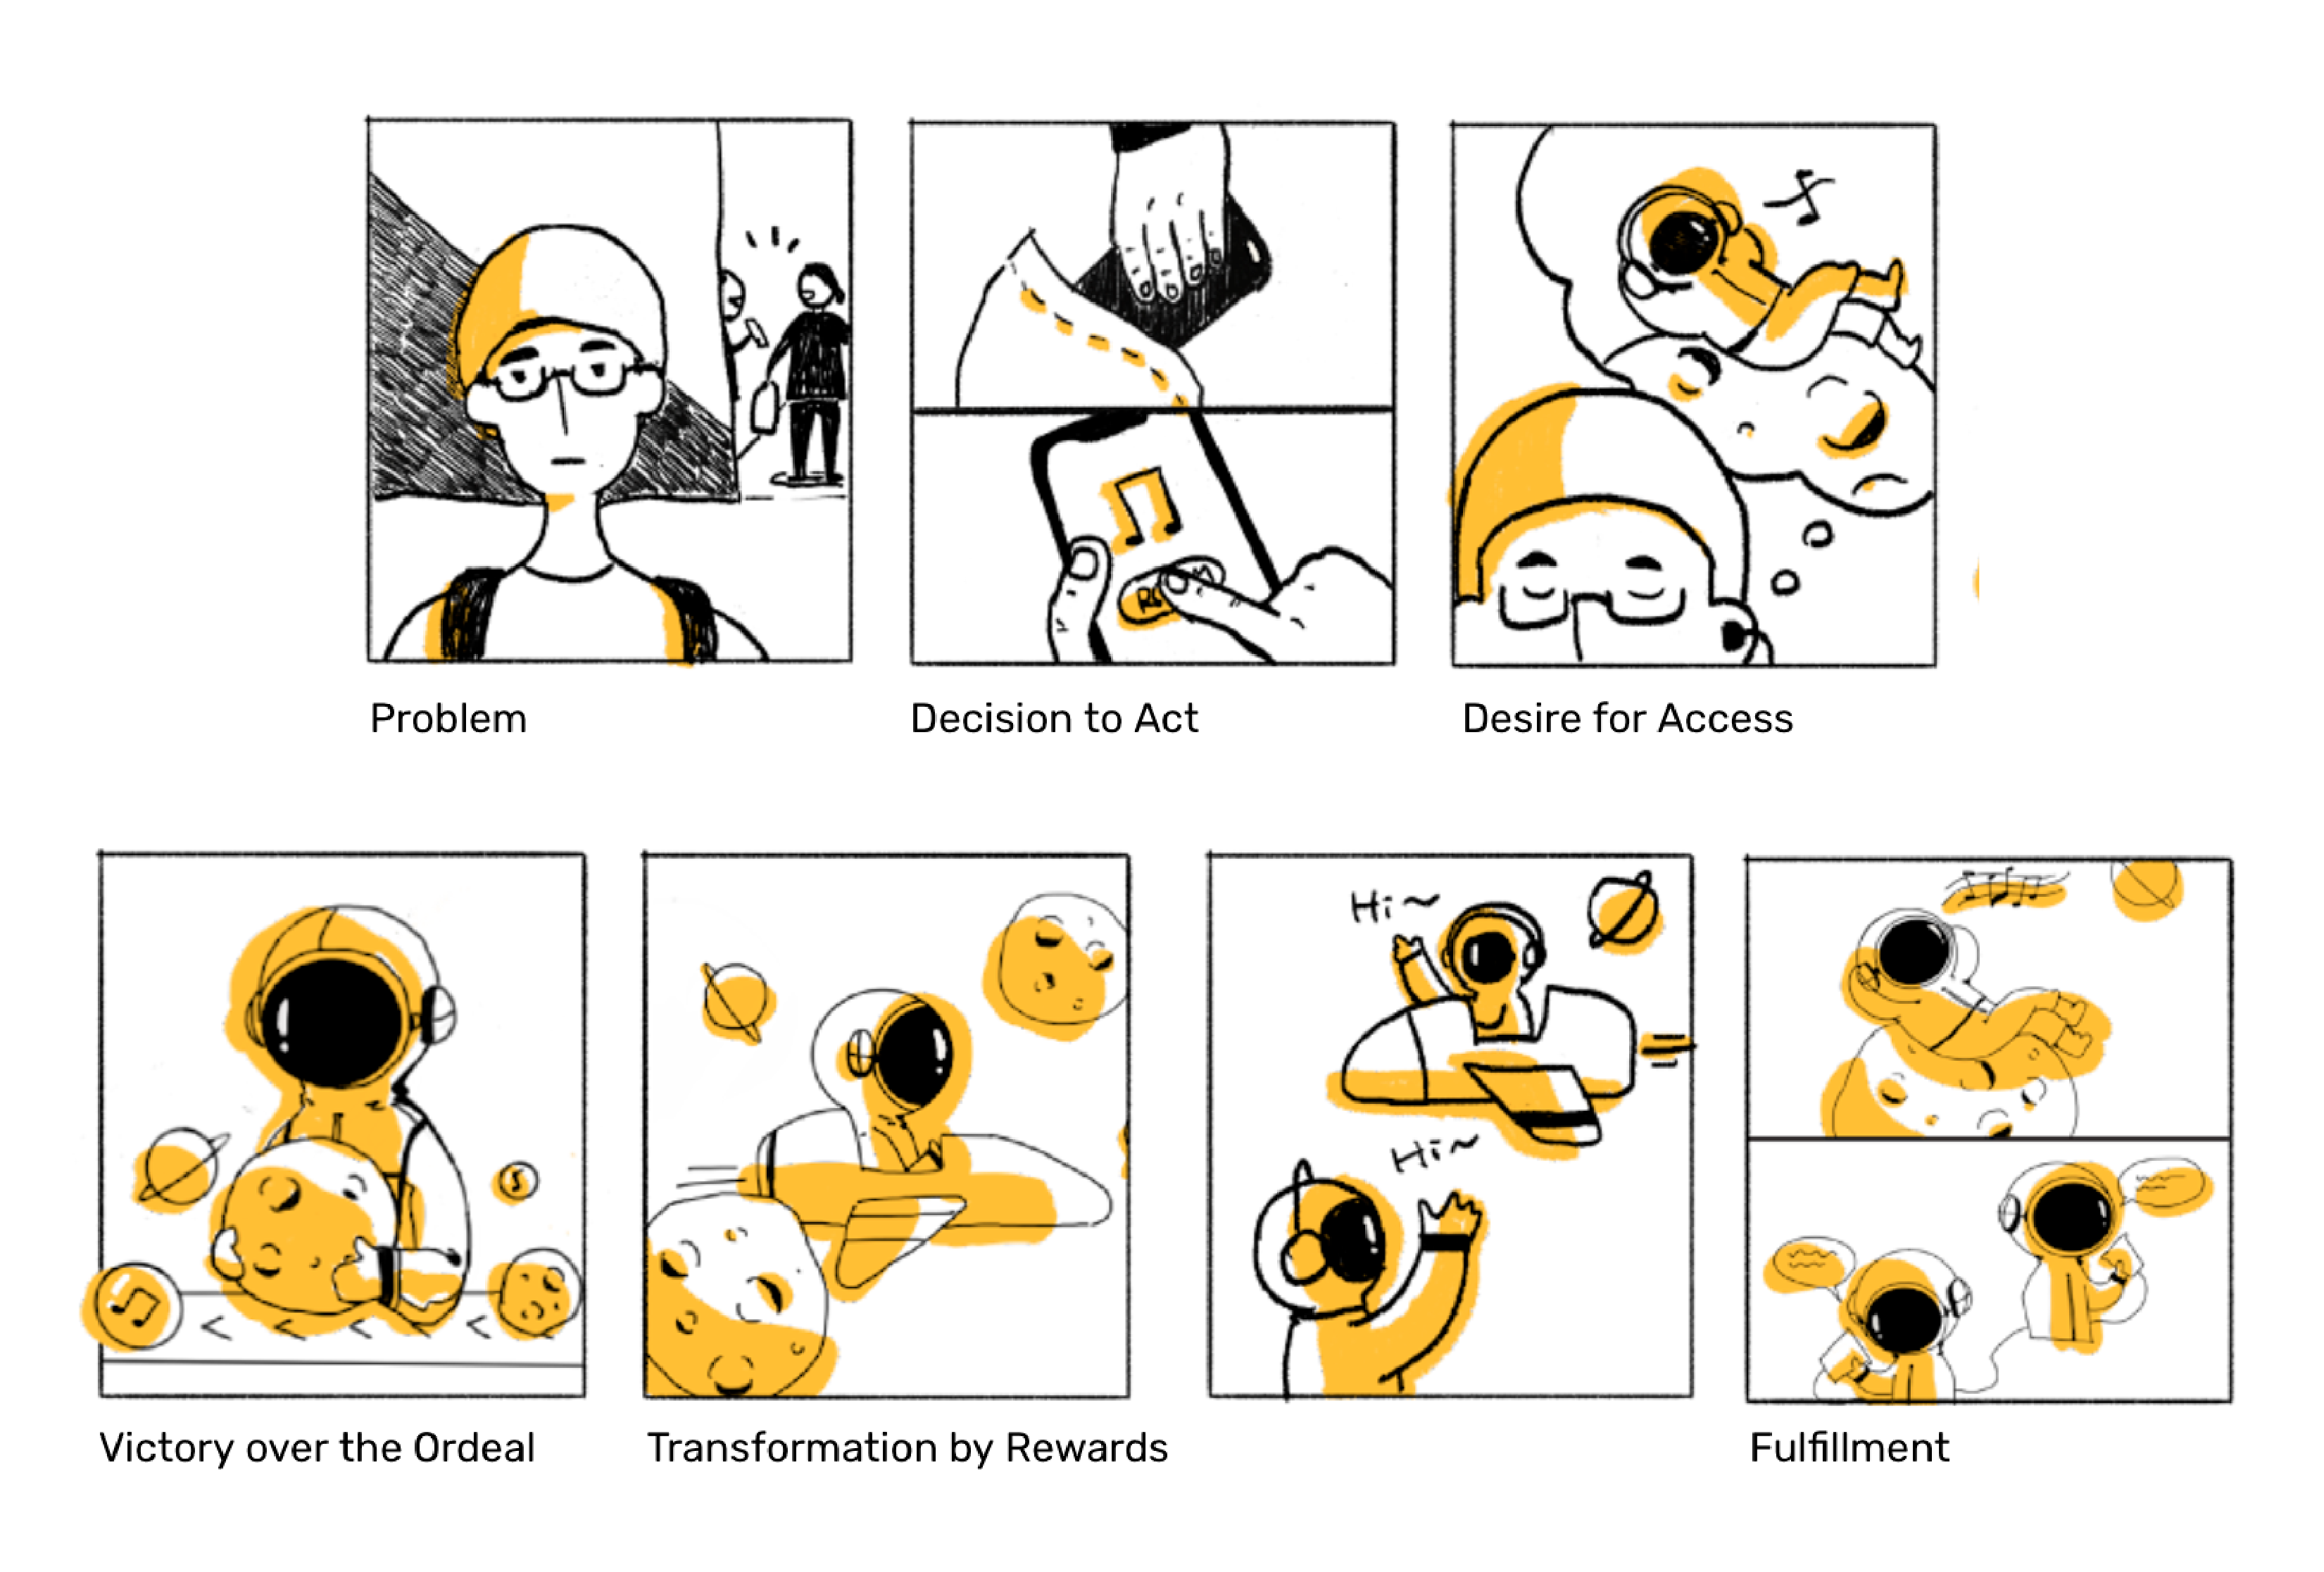 Problem
Decision to Act
Desire for Access
Hi~
Hi~
Victory over the Ordeal
Transformation by Rewards
Fulfillment